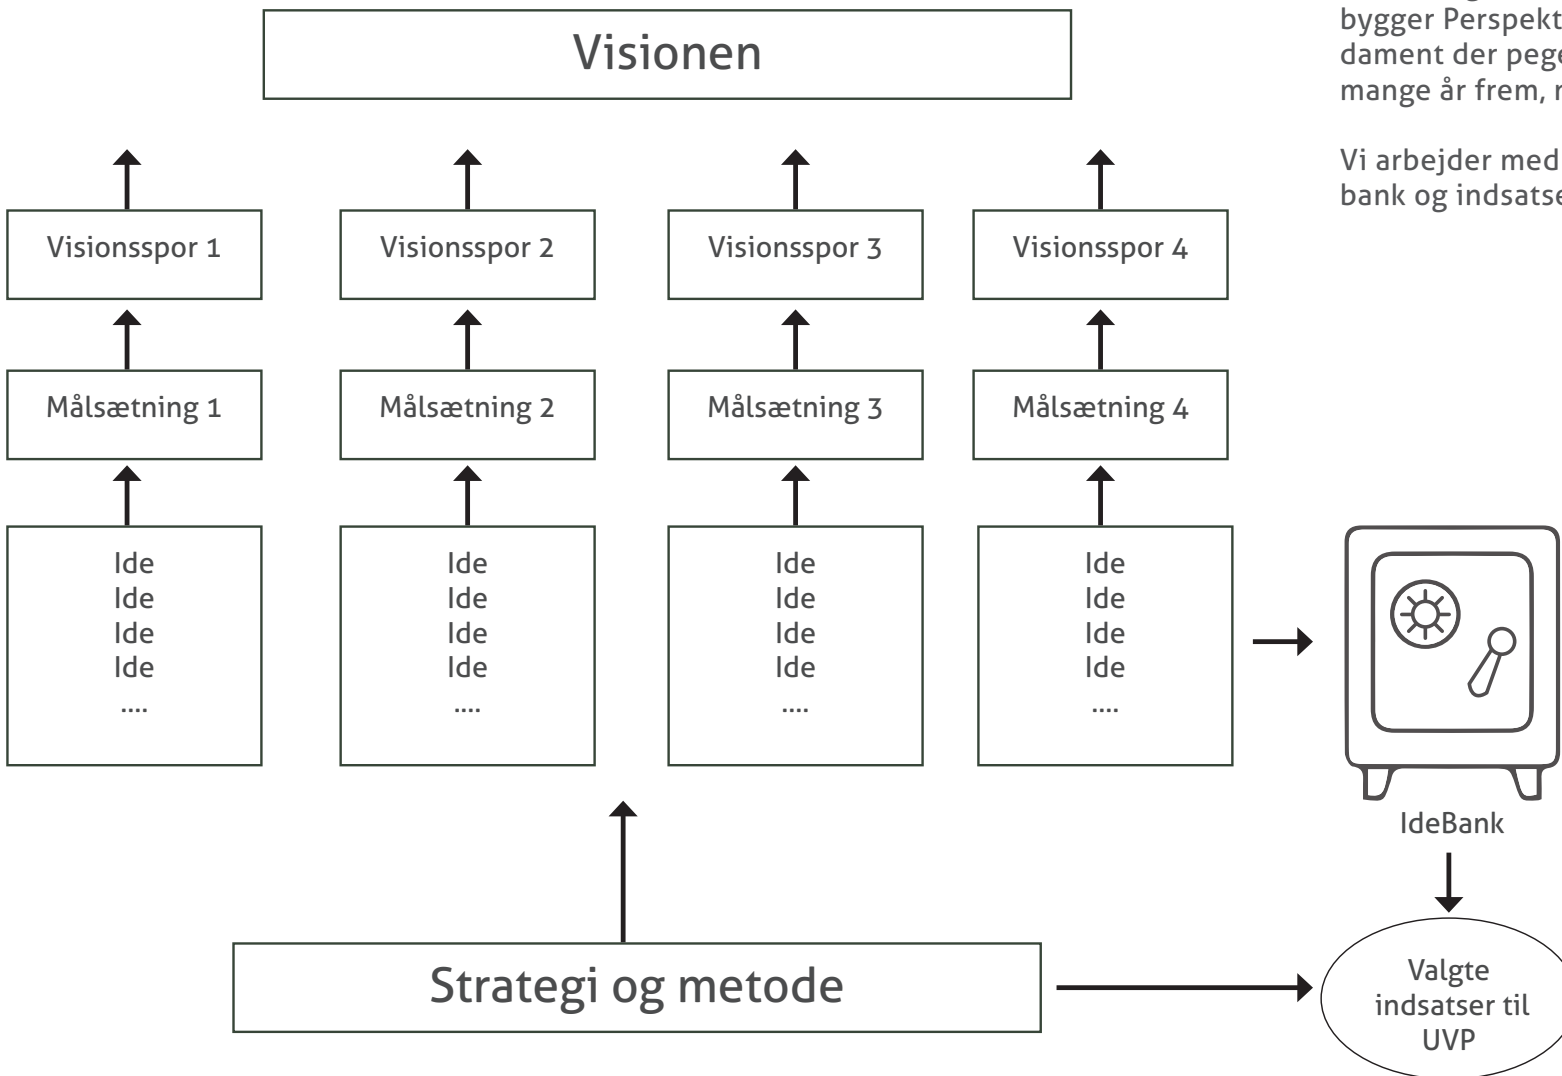 Visionen
bygger Perspekt
dament der pege
mange år frem, r
Vi arbejder med
bank og indsatse
Visionsspor 1
Visionsspor 2
Visionsspor 3
Visionsspor 4
Målsætning 1
Målsætning 2
Målsætning 3
Målsætning 4
Ide
Ide
Ide
Ide
....
Ide
Ide
Ide
Ide
....
Ide
Ide
Ide
Ide
....
Ide
Ide
Ide
Ide
....
IdeBank
Strategi og metode
Valgte
indsatser til
UVP